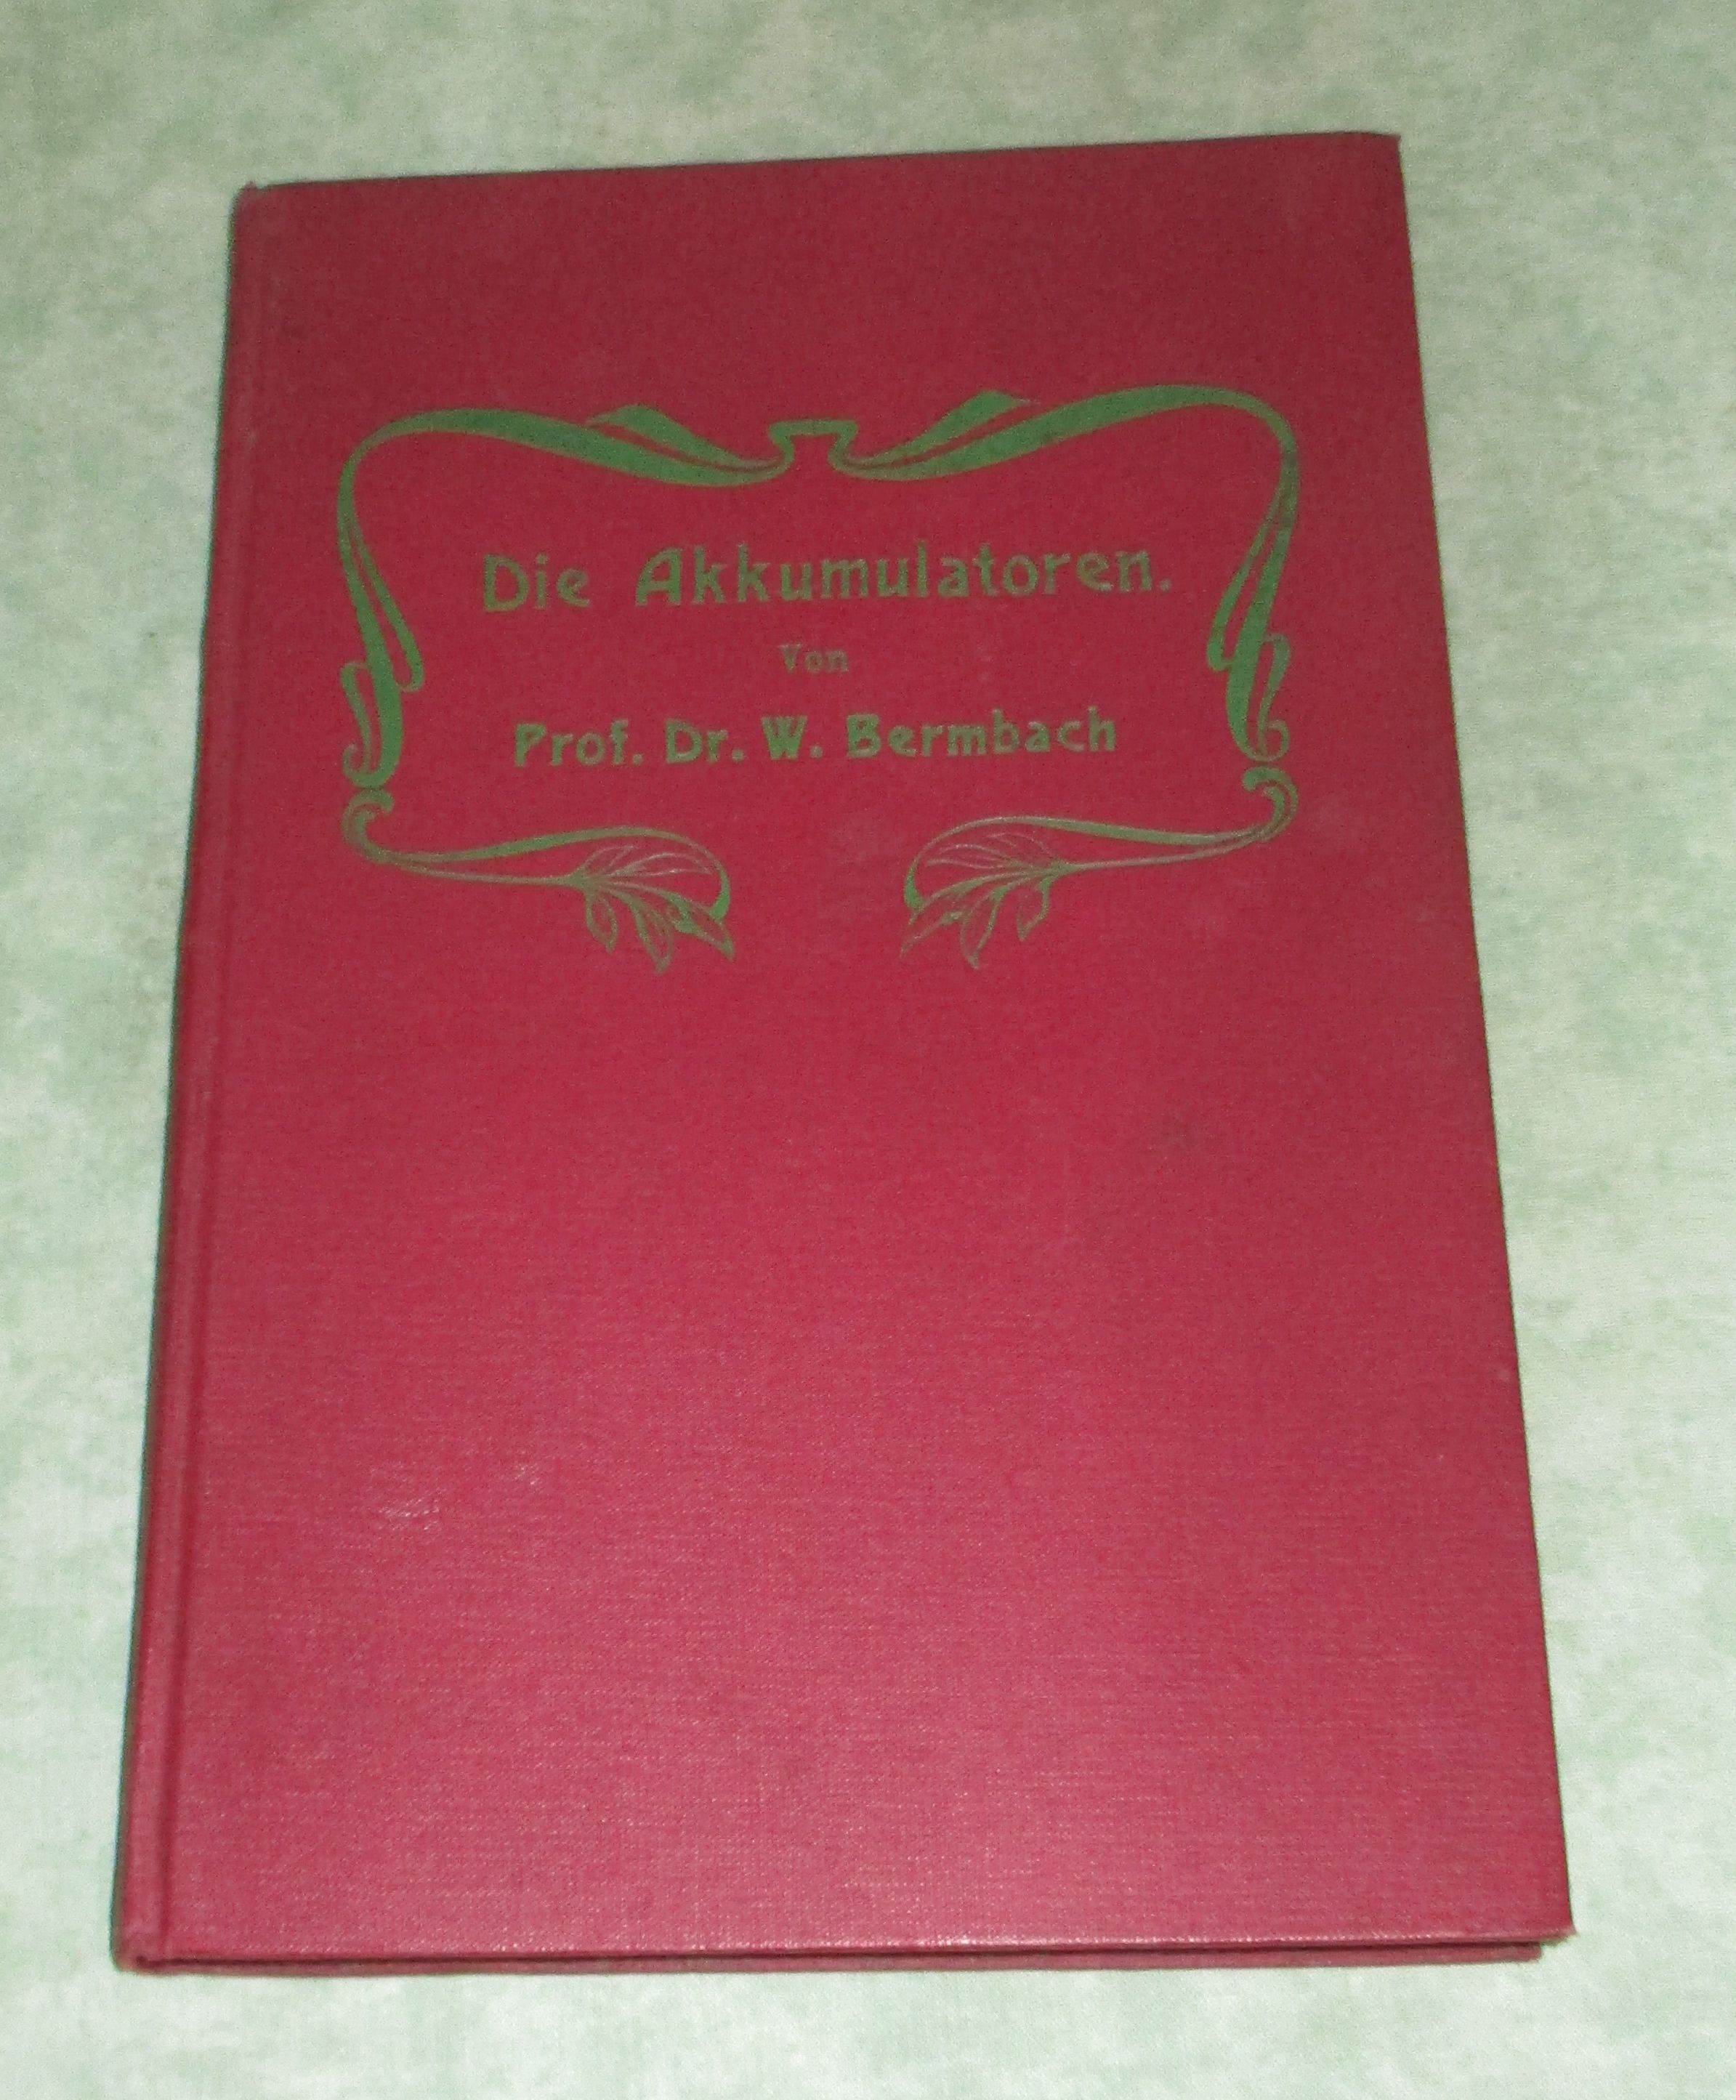 Die Akkumulatoren.
Von
Prof. Dr. W. Bermbach